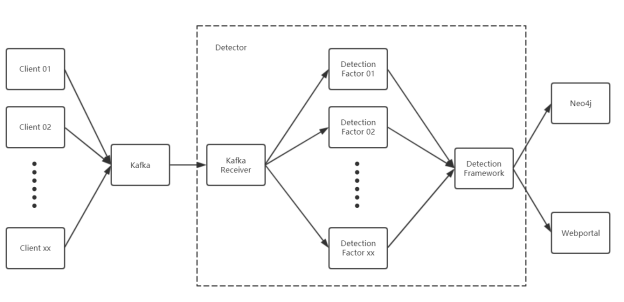 Detector
Client 01
Client 02
Client xx
Kafka
Kafka
Receiver
Detection
Factor 01
Detection
Factor 02
Detection
Factor xx
Detection
Framework
Neo4j
Webportal